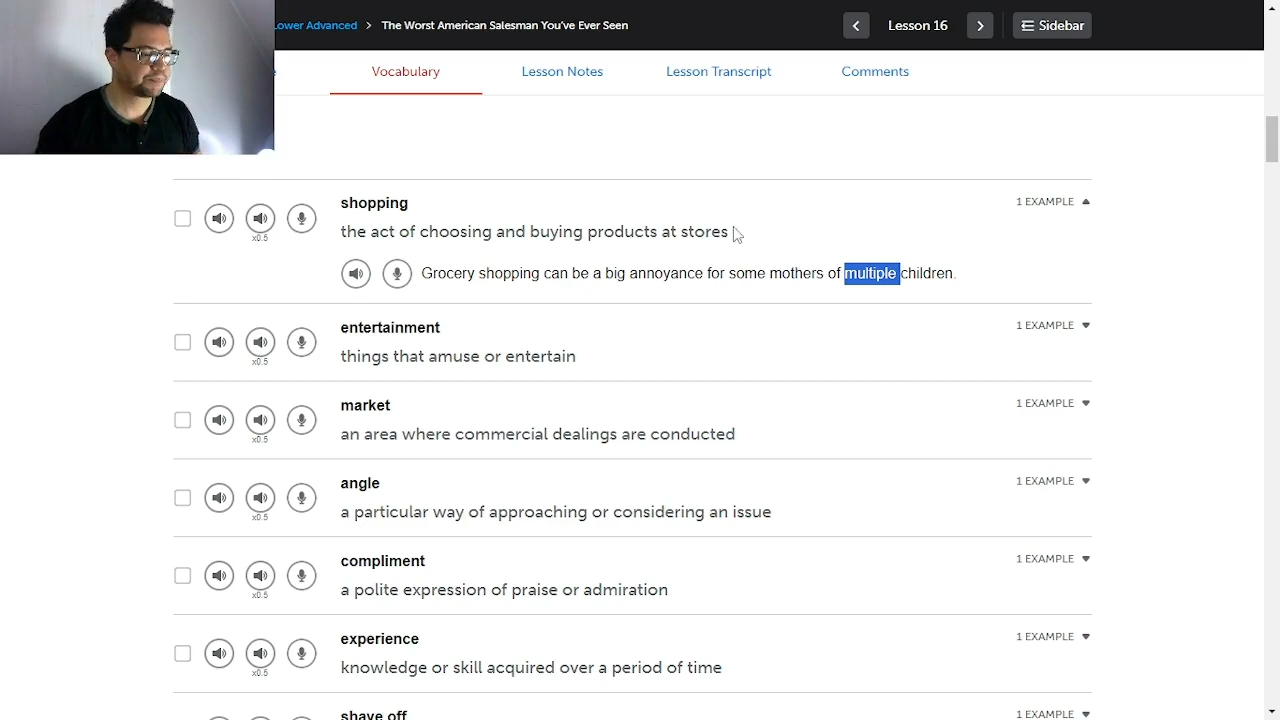 ower Advanced > The Worst American Salesman You've Ever Seen
Lesson 16
Sidebar
Vocabulary
Lesson Notes
Lesson Transcript
Comments
shopping
1 EXAMPLE
x0.5
the act of choosing and buying products at stores
Grocery shopping can be a big annoyance for some mothers of multiple children.
entertainment
1 EXAMPLE
x0.5
things that amuse or entertain
market
1 EXAMPLE
x0.5
an area where commercial dealings are conducted
angle
1 EXAMPLE
x0.5
a particular way of approaching or considering an issue
compliment
1 EXAMPLE
x0.5
a polite expression of praise or admiration
experience
1 EXAMPLE
x0.5
knowledge or skill acquired over a period of time
shave off
1 EXAMPLE